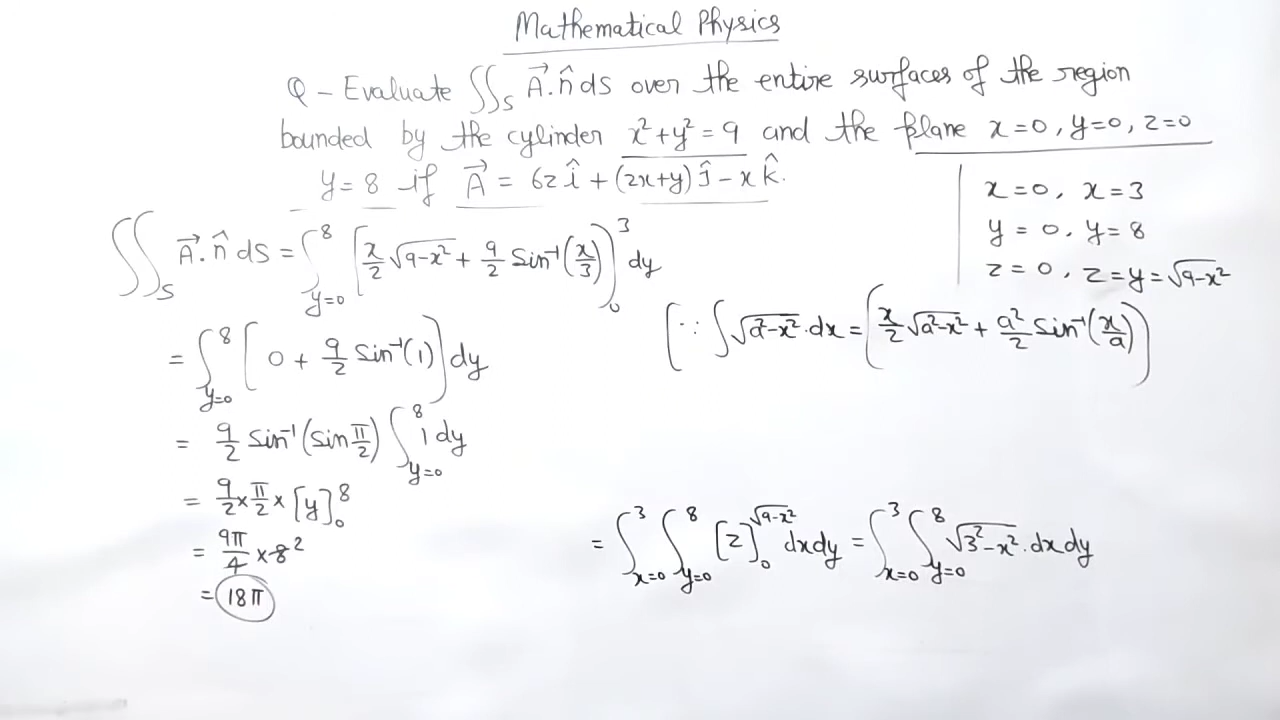 Mathematical Physics
Q - Evaluate ∬_S A⃗.n̂ ds over the entire surfaces of the region
bounded by the cylinder x²+y²=9 and the plane x=0, y=0, z=0
y=8 if A⃗ = 6z î + (2x+y) ĵ - x k̂.
x=0, x=3
y=0, y=8
z=0, z=y=√(9-x²)
∬_S A⃗.n̂ ds = ∫_{y=0}^{8} [x/2 √(9-x²) + 9/2 Sin⁻¹(x/3)]_0^3 dy
[∵ ∫√(a²-x²).dx = [x/2 √(a²-x²) + a²/2 Sin⁻¹(x/a)]]
= ∫_{y=0}^{8} [0 + 9/2 Sin⁻¹(1)] dy
= 9/2 Sin⁻¹(Sin π/2) ∫_{y=0}^{8} 1 dy
= 9/2 × π/2 × [y]_0^8
= 9π/4 × 8 2
= 18π
= ∫_{x=0}^{3} ∫_{y=0}^{8} [z]_0^{√(9-x²)} dxdy = ∫_{x=0}^{3} ∫_{y=0}^{8} √(3²-x²).dxdy